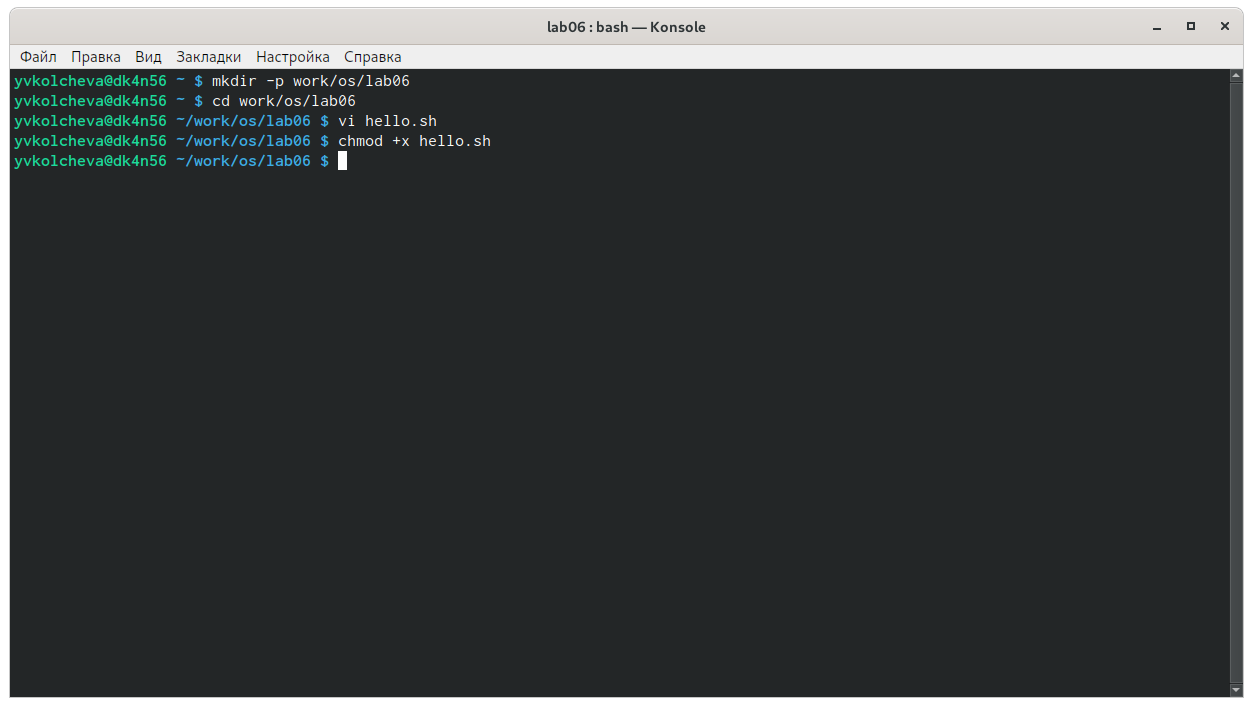 lab06 : bash — Konsole
Файл Правка Вид Закладки Настройка Справка
yvkolcheva@dk4n56 ~ $ mkdir -p work/os/lab06
yvkolcheva@dk4n56 ~ $ cd work/os/lab06
yvkolcheva@dk4n56 ~/work/os/lab06 $ vi hello.sh
yvkolcheva@dk4n56 ~/work/os/lab06 $ chmod +x hello.sh
yvkolcheva@dk4n56 ~/work/os/lab06 $